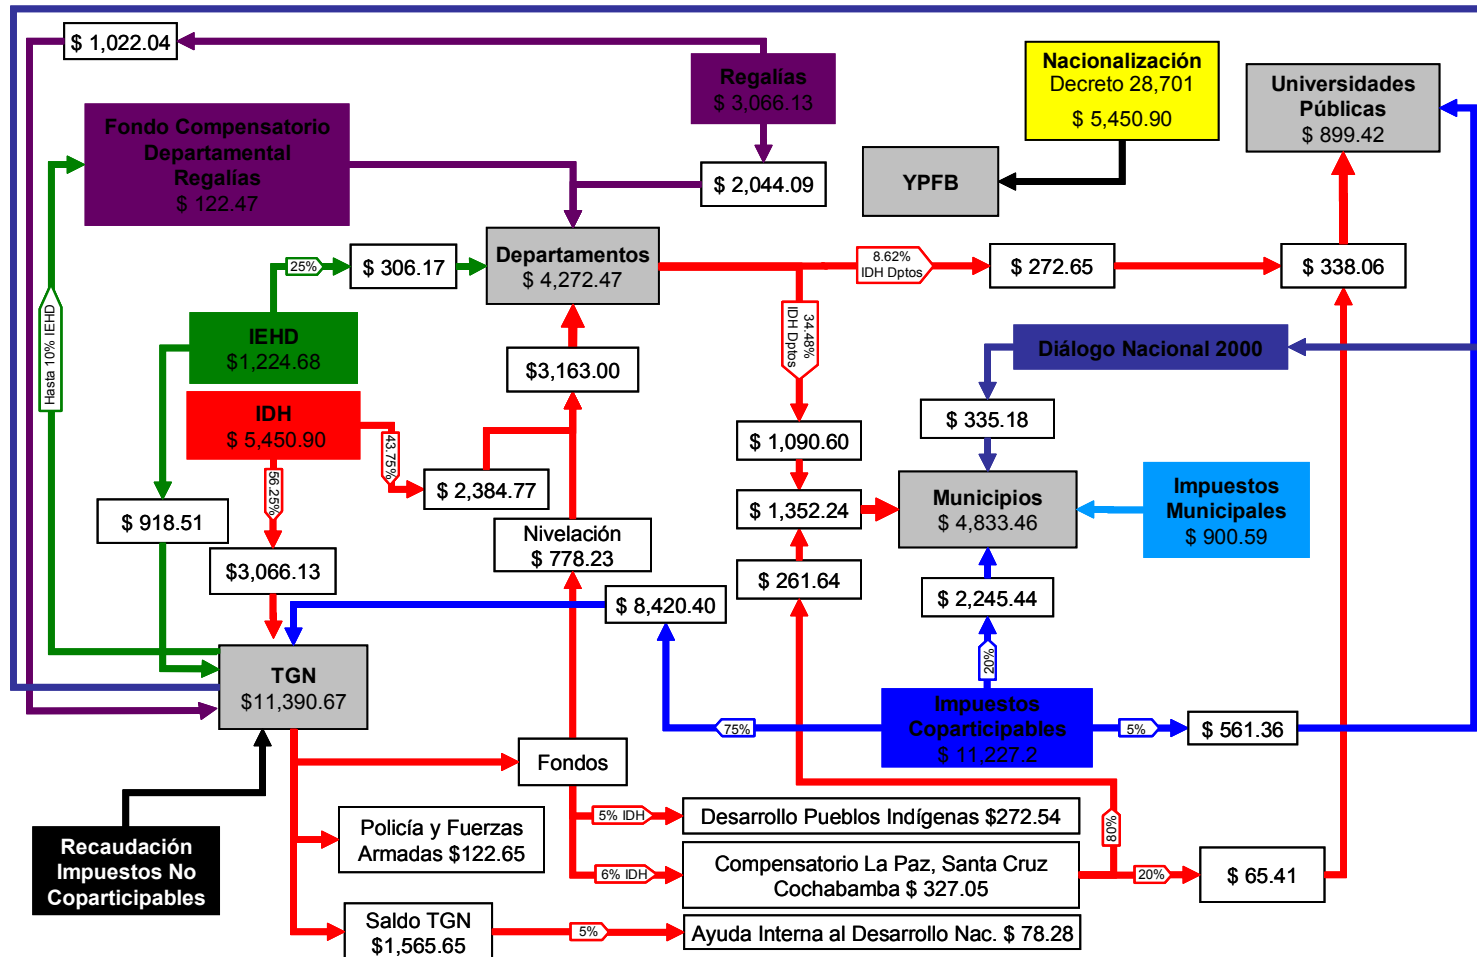 $ 1,022.04
Regalías
$ 3,066.13
Nacionalización
Decreto 28,701
$ 5,450.90
Universidades
Públicas
$ 899.42
Fondo Compensatorio
Departamental
Regalías
$ 122.47
$ 2,044.09
YPFB
Departamentos
$ 4,272.47
25%
$ 306.17
8.62%
IDH Dptos
$ 272.65
$ 338.06
Hasta 10% IEHD
IEHD
$1,224.68
34.48%
IDH Dptos
Diálogo Nacional 2000
$3,163.00
IDH
$ 5,450.90
43.75%
$ 335.18
$ 1,090.60
56.25%
$ 2,384.77
$ 1,352.24
Municipios
$ 4,833.46
Impuestos
Municipales
$ 900.59
$ 918.51
Nivelación
$ 778.23
$3,066.13
$ 261.64
$ 8,420.40
$ 2,245.44
20%
TGN
$11,390.67
75%
Impuestos
Coparticipables
$ 11,227.2
5%
$ 561.36
Fondos
5% IDH
Desarrollo Pueblos Indígenas $272.54
80%
Policía y Fuerzas
Armadas $122.65
Recaudación
Impuestos No
Coparticipables
6% IDH
Compensatorio La Paz, Santa Cruz
Cochabamba $ 327.05
20%
$ 65.41
Saldo TGN
$1,565.65
5%
Ayuda Interna al Desarrollo Nac. $ 78.28